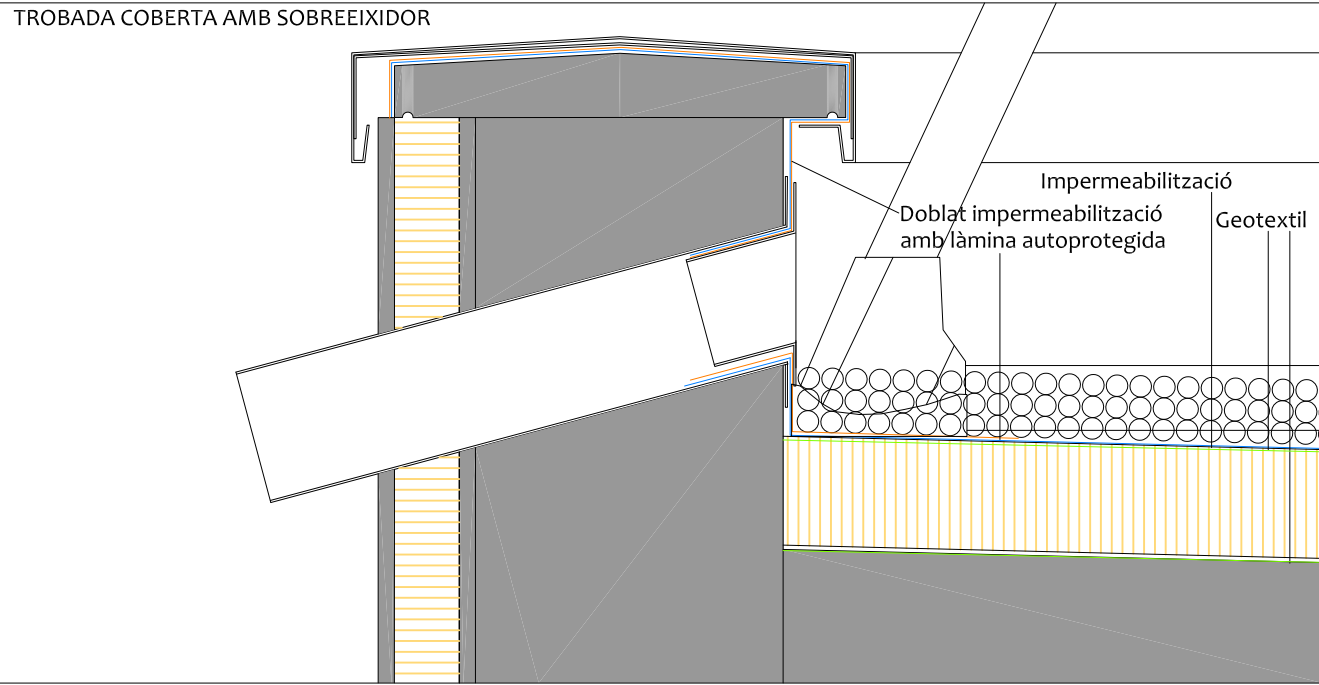 TROBADA COBERTA AMB SOBREEIXIDOR
Impermeabilització
Doblat impermeabilització
amb làmina autoprotegida
Geotextil